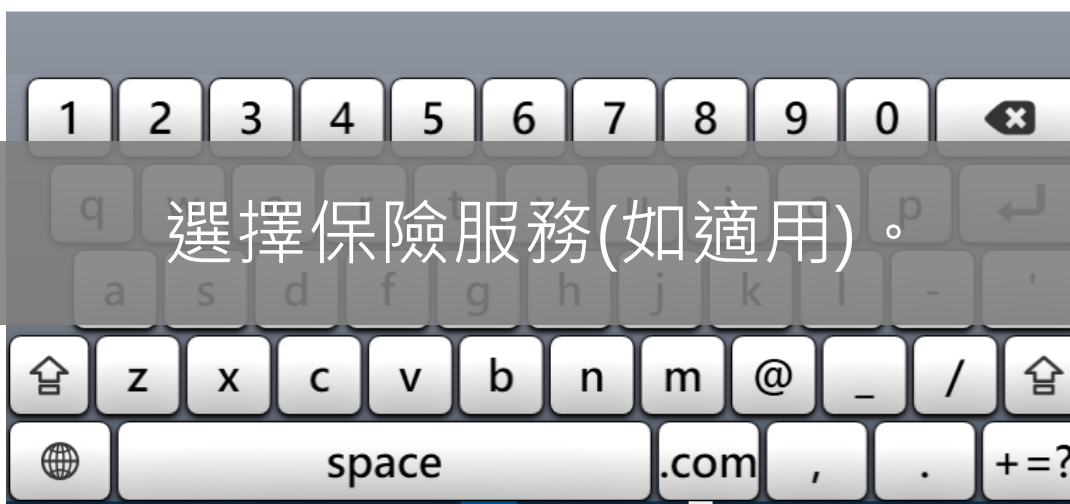 1 2 3 4 5 6 7 8 9 0
q w e r t y u i o p
選擇保險服務(如適用)。
a s d f g h j k l - '
z x c v b n m @ _ /
space .com , . +=?